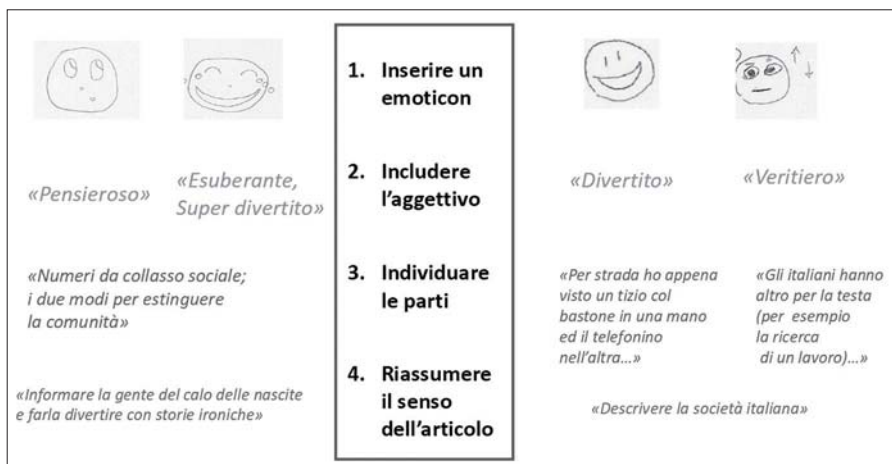 1. Inserire un
emoticon
2. Includere
l'aggettivo
3. Individuare
le parti
4. Riassumere
il senso
dell'articolo
«Pensieroso»
«Esuberante,
Super divertito»
«Numeri da collasso sociale;
i due modi per estinguere
la comunità»
«Informare la gente del calo delle nascite
e farla divertire con storie ironiche»
«Divertito»
«Veritiero»
«Per strada ho appena
visto un tizio col
bastone in una mano
ed il telefonino
nell'altra...»
«Gli italiani hanno
altro per la testa
(per esempio
la ricerca
di un lavoro)...»
«Descrivere la società italiana»